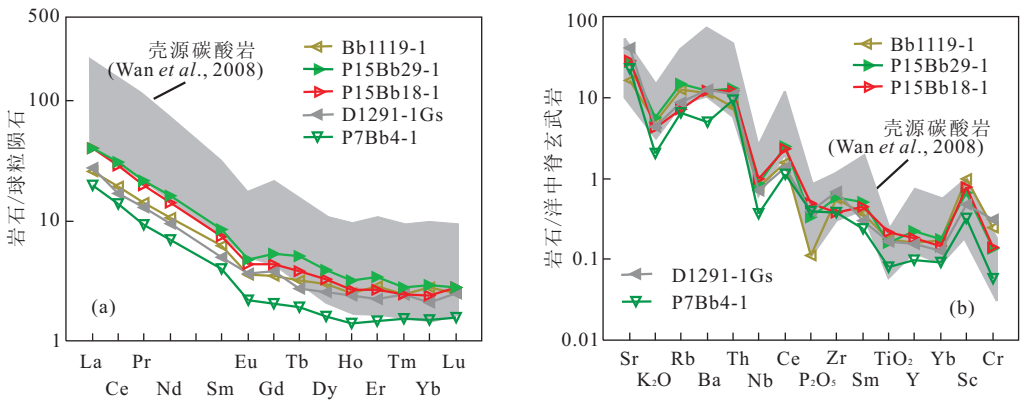 500
100
10
1
岩石/球粒陨石
壳源碳酸岩
(Wan et al., 2008)
Bb1119-1
P15Bb29-1
P15Bb18-1
D1291-1Gs
P7Bb4-1
(a)
La Pr Eu Tb Ho Tm Lu
Ce Nd Sm Gd Dy Er Yb
100
10
1
0.1
0.01
岩石/洋中脊玄武岩
Bb1119-1
P15Bb29-1
P15Bb18-1
壳源碳酸岩
(Wan et al., 2008)
D1291-1Gs
P7Bb4-1
(b)
Sr Rb Th Ce Zr TiO₂ Yb Cr
K₂O Ba Nb P₂O₅ Sm Y Sc